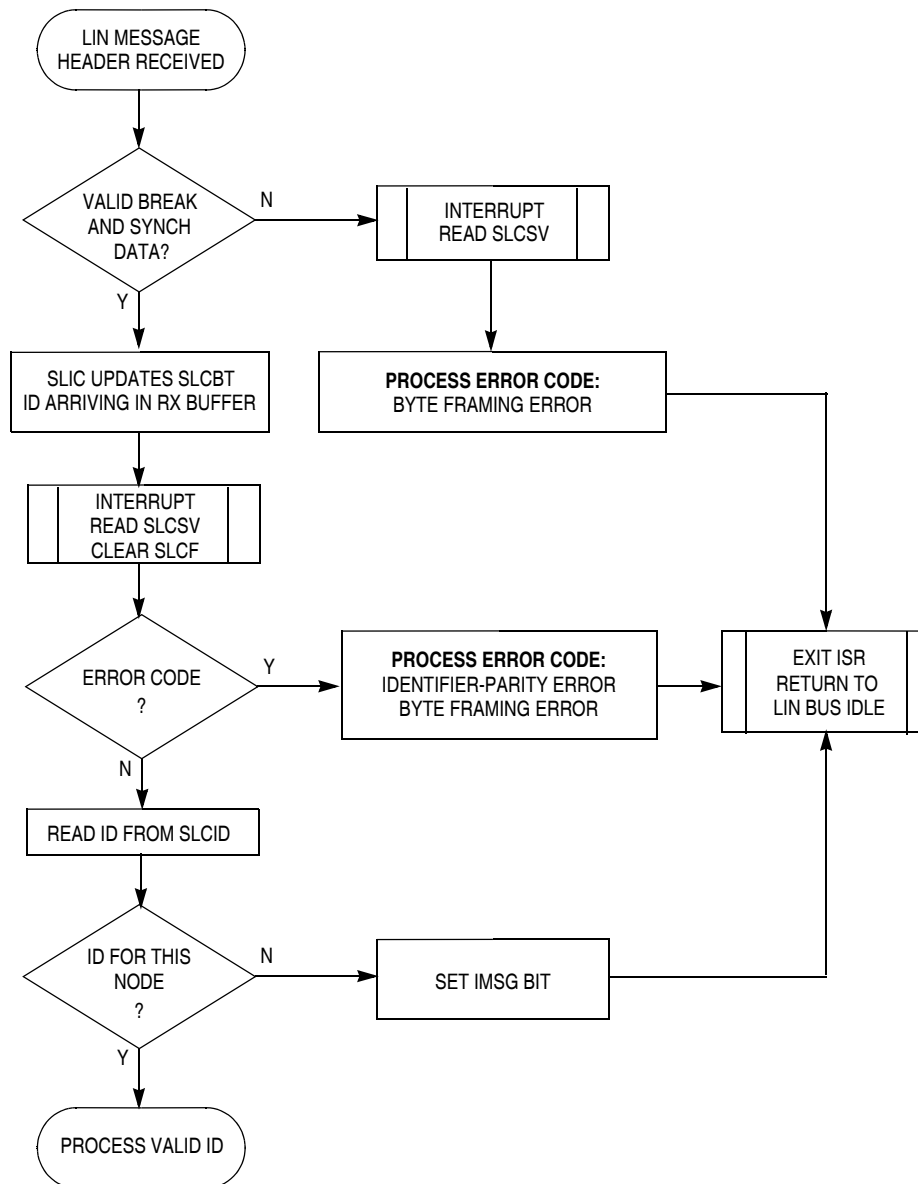 LIN MESSAGE
HEADER RECEIVED
VALID BREAK
AND SYNCH
DATA?
N
INTERRUPT
READ SLCSV
Y
SLIC UPDATES SLCBT
ID ARRIVING IN RX BUFFER
PROCESS ERROR CODE:
BYTE FRAMING ERROR
INTERRUPT
READ SLCSV
CLEAR SLCF
ERROR CODE
?
Y
PROCESS ERROR CODE:
IDENTIFIER-PARITY ERROR
BYTE FRAMING ERROR
EXIT ISR
RETURN TO
LIN BUS IDLE
N
READ ID FROM SLCID
ID FOR THIS
NODE
?
N
SET IMSG BIT
Y
PROCESS VALID ID